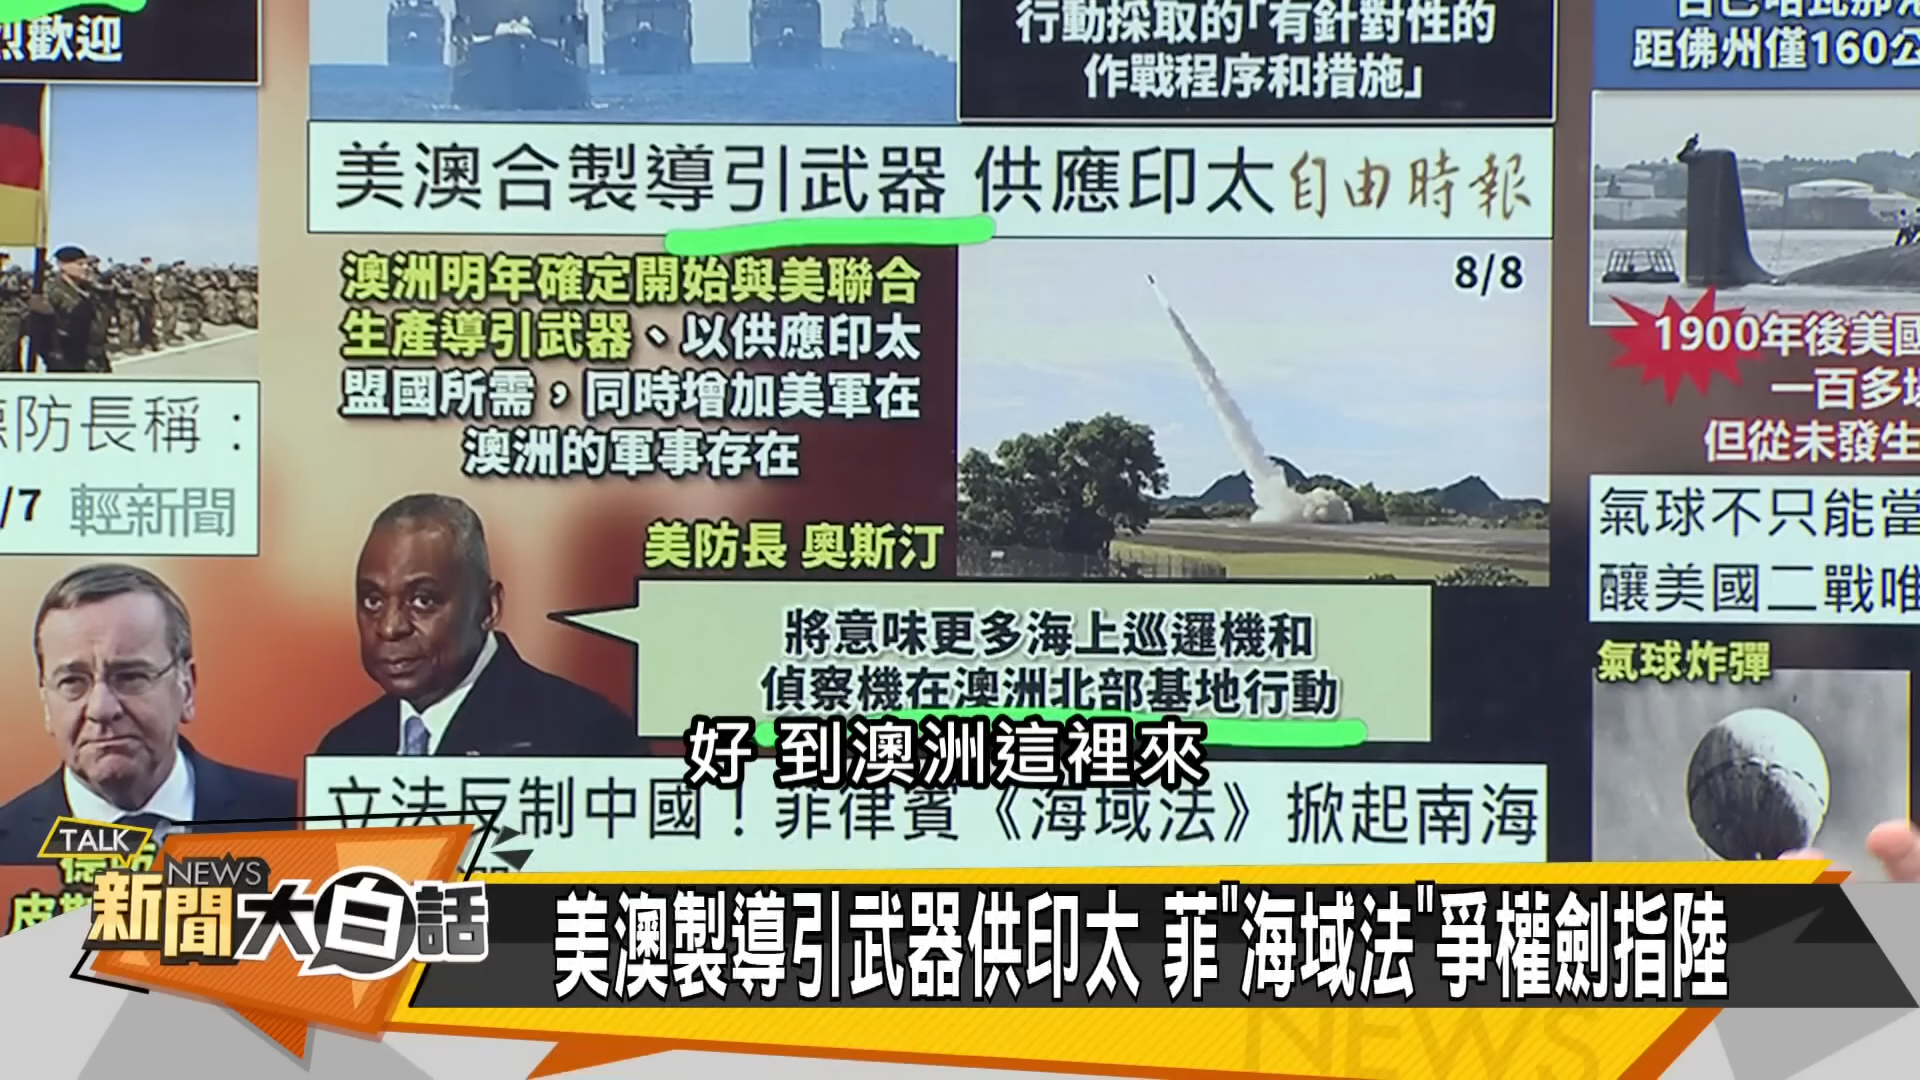 烈歡迎
行動採取的「有針對性的
作戰程序和措施」
距佛州僅160公
美澳合製導引武器 供應印太 自由時報
澳洲明年確定開始與美聯合
生產導引武器、以供應印太
盟國所需，同時增加美軍在
澳洲的軍事存在
8/8
美防長 奧斯汀
將意味更多海上巡邏機和
偵察機在澳洲北部基地行動
防長稱：
/7 輕新聞
1900年後美國
一百多場
但從未發生
氣球不只能當
釀美國二戰唯
氣球炸彈
好 到澳洲這裡來
立法反制中國！菲律賓《海域法》掀起南海
TALK
NEWS
新聞大白話
美澳製導引武器供印太 菲"海域法"爭權劍指陸
NEWS